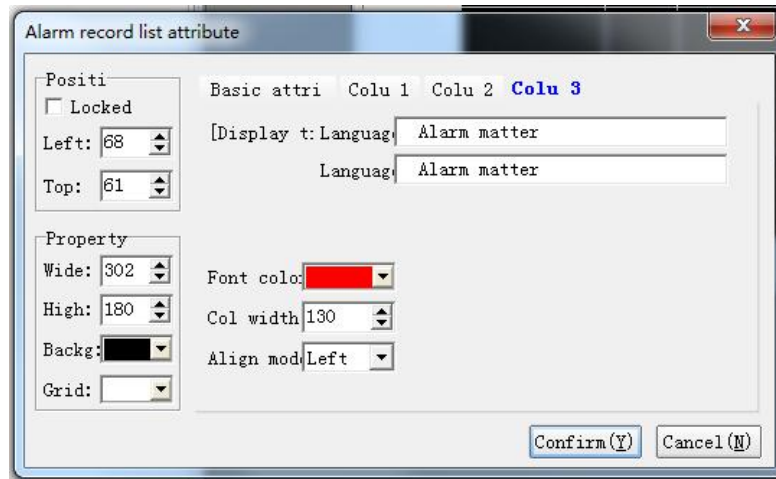 Alarm record list attribute
Positi
Locked
Left: 68
Top: 61
Basic attri Colu 1 Colu 2 Colu 3
[Display t: Languag Alarm matter
Languag Alarm matter
Property
Wide: 302
High: 180
Backg:
Grid:
Font colo
Col width 130
Align mod Left
Confirm(Y) Cancel(N)